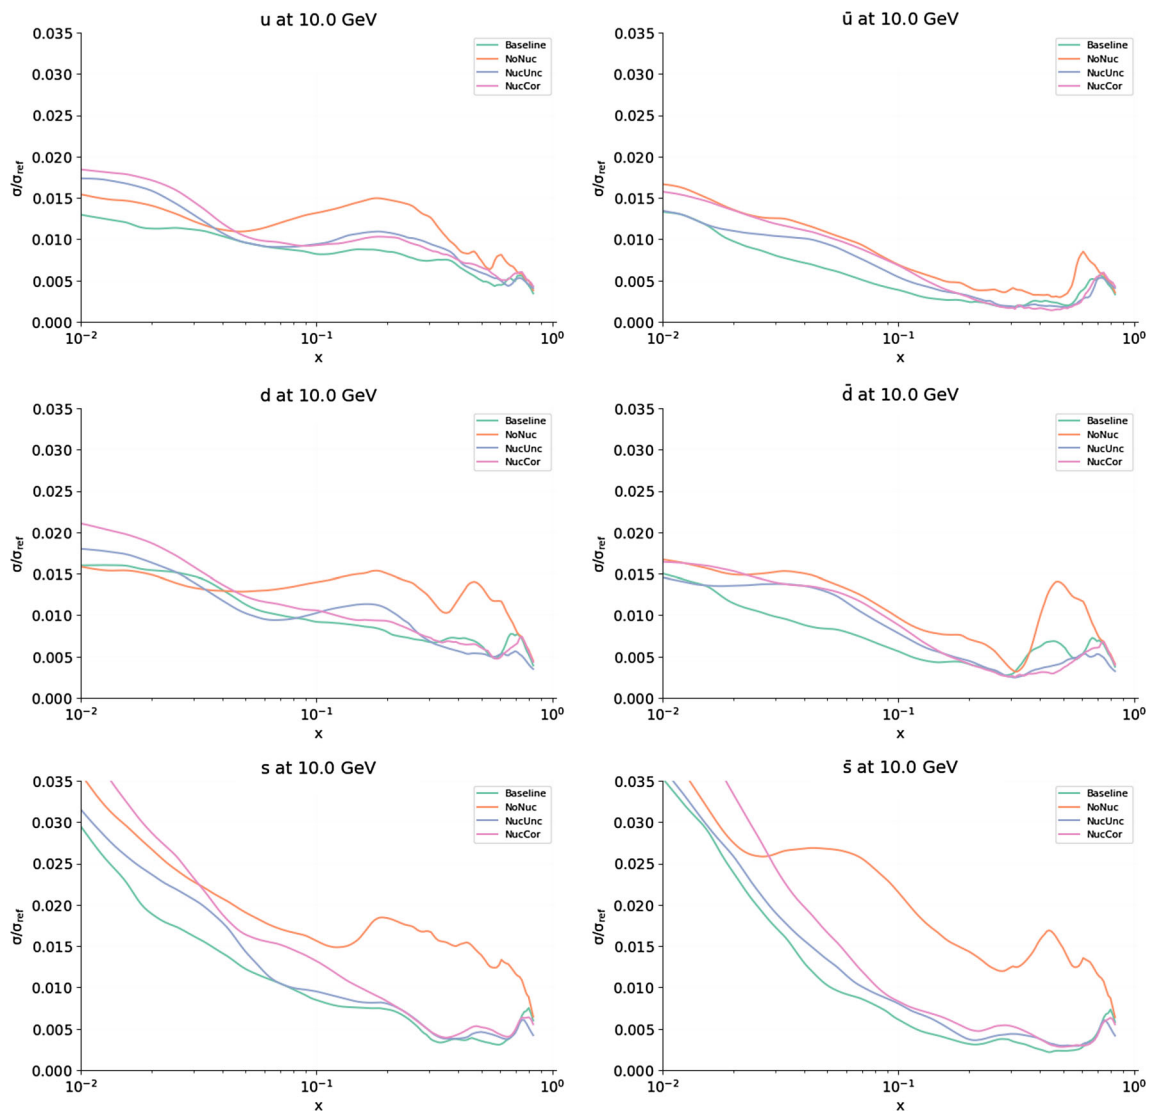 u at 10.0 GeV
0.035
0.030
0.025
0.020
0.015
0.010
0.005
0.000
σ/σref
Baseline
NoNuc
NucUnc
NucCor
10⁻² 10⁻¹ 10⁰
x
ū at 10.0 GeV
0.035
0.030
0.025
0.020
0.015
0.010
0.005
0.000
σ/σref
Baseline
NoNuc
NucUnc
NucCor
10⁻² 10⁻¹ 10⁰
x
d at 10.0 GeV
0.035
0.030
0.025
0.020
0.015
0.010
0.005
0.000
σ/σref
Baseline
NoNuc
NucUnc
NucCor
10⁻² 10⁻¹ 10⁰
x
d̄ at 10.0 GeV
0.035
0.030
0.025
0.020
0.015
0.010
0.005
0.000
σ/σref
Baseline
NoNuc
NucUnc
NucCor
10⁻² 10⁻¹ 10⁰
x
s at 10.0 GeV
0.035
0.030
0.025
0.020
0.015
0.010
0.005
0.000
σ/σref
Baseline
NoNuc
NucUnc
NucCor
10⁻² 10⁻¹ 10⁰
x
s̄ at 10.0 GeV
0.035
0.030
0.025
0.020
0.015
0.010
0.005
0.000
σ/σref
Baseline
NoNuc
NucUnc
NucCor
10⁻² 10⁻¹ 10⁰
x